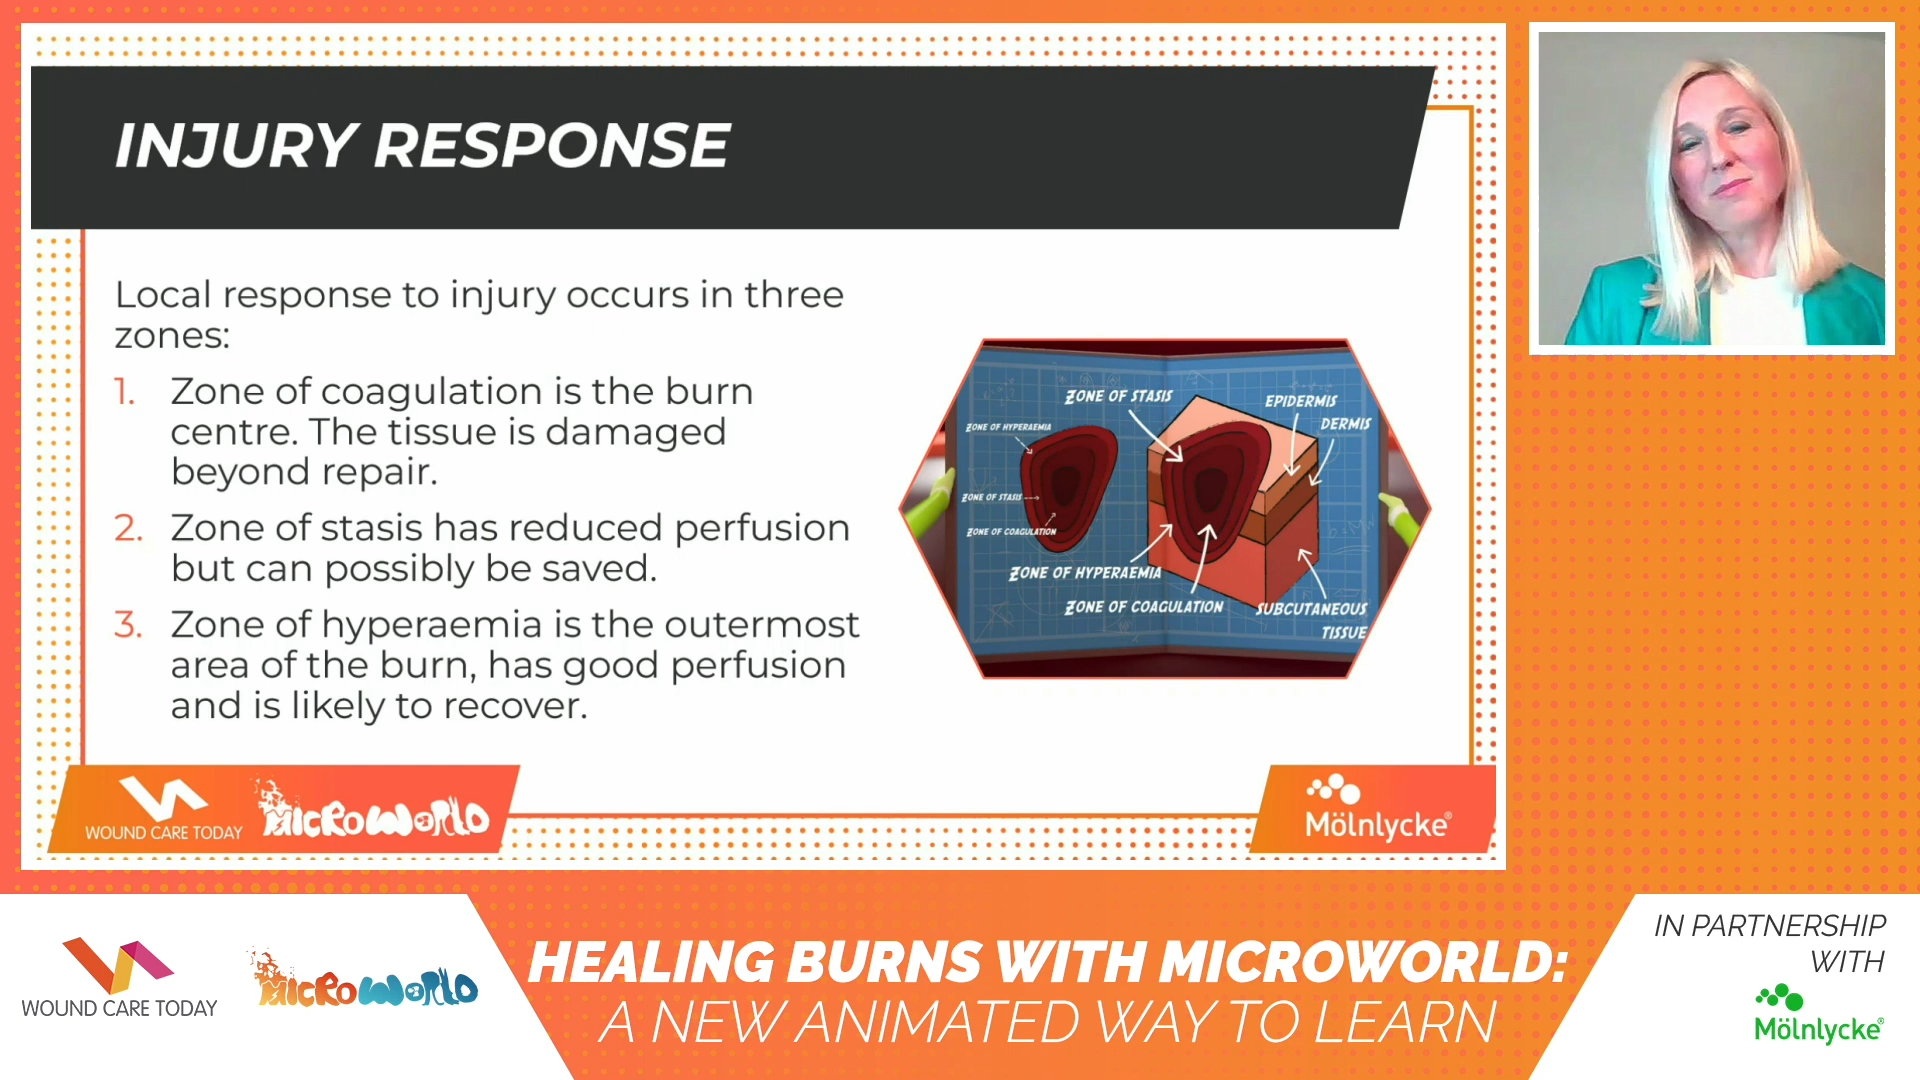 INJURY RESPONSE
Local response to injury occurs in three
zones:
1. Zone of coagulation is the burn
centre. The tissue is damaged
beyond repair.
2. Zone of stasis has reduced perfusion
but can possibly be saved.
3. Zone of hyperaemia is the outermost
area of the burn, has good perfusion
and is likely to recover.
ZONE OF STASIS
EPIDERMIS
DERMIS
ZONE OF HYPERAEMIA
ZONE OF STASIS
ZONE OF COAGULATION
ZONE OF HYPERAEMIA
ZONE OF COAGULATION
SUBCUTANEOUS
TISSUE
WOUND CARE TODAY
MICROWORLD
Mölnlycke®
WOUND CARE TODAY
MICROWORLD
HEALING BURNS WITH MICROWORLD:
A NEW ANIMATED WAY TO LEARN
IN PARTNERSHIP
WITH
Mölnlycke®